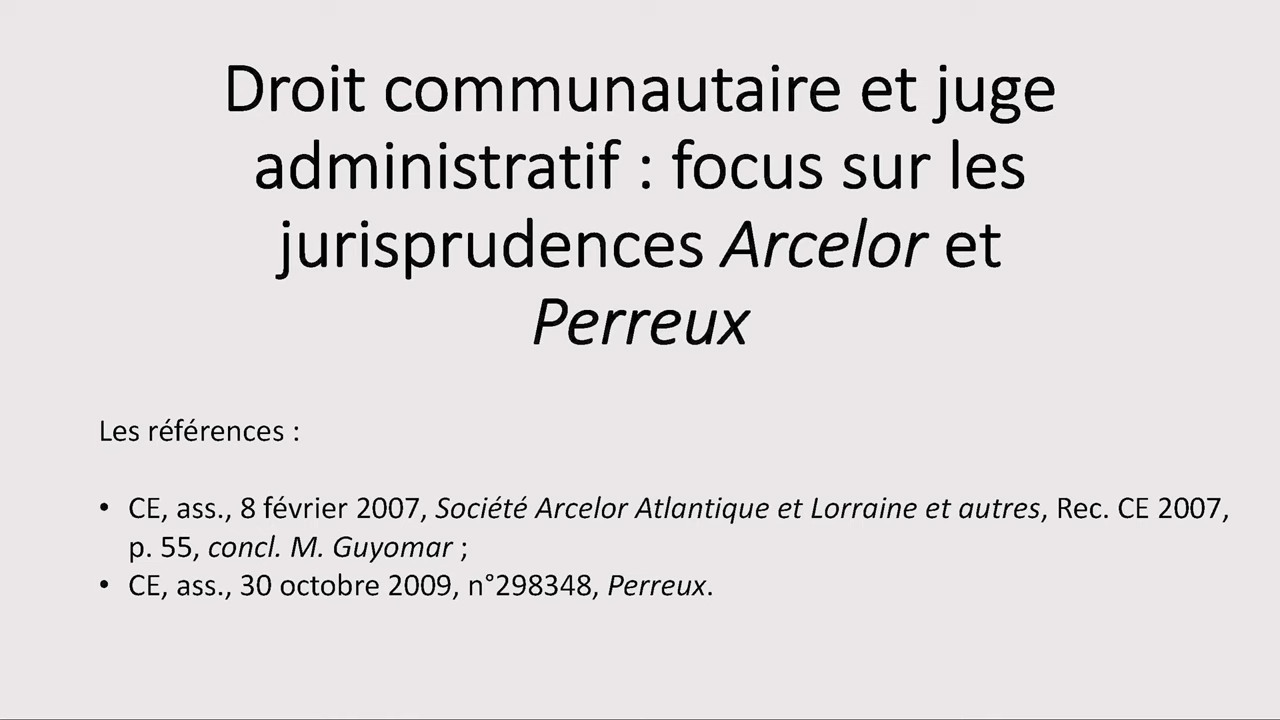 Droit communautaire et juge
administratif : focus sur les
jurisprudences Arcelor et
Perreux
Les références :
• CE, ass., 8 février 2007, Société Arcelor Atlantique et Lorraine et autres, Rec. CE 2007,
p. 55, concl. M. Guyomar ;
• CE, ass., 30 octobre 2009, n°298348, Perreux.